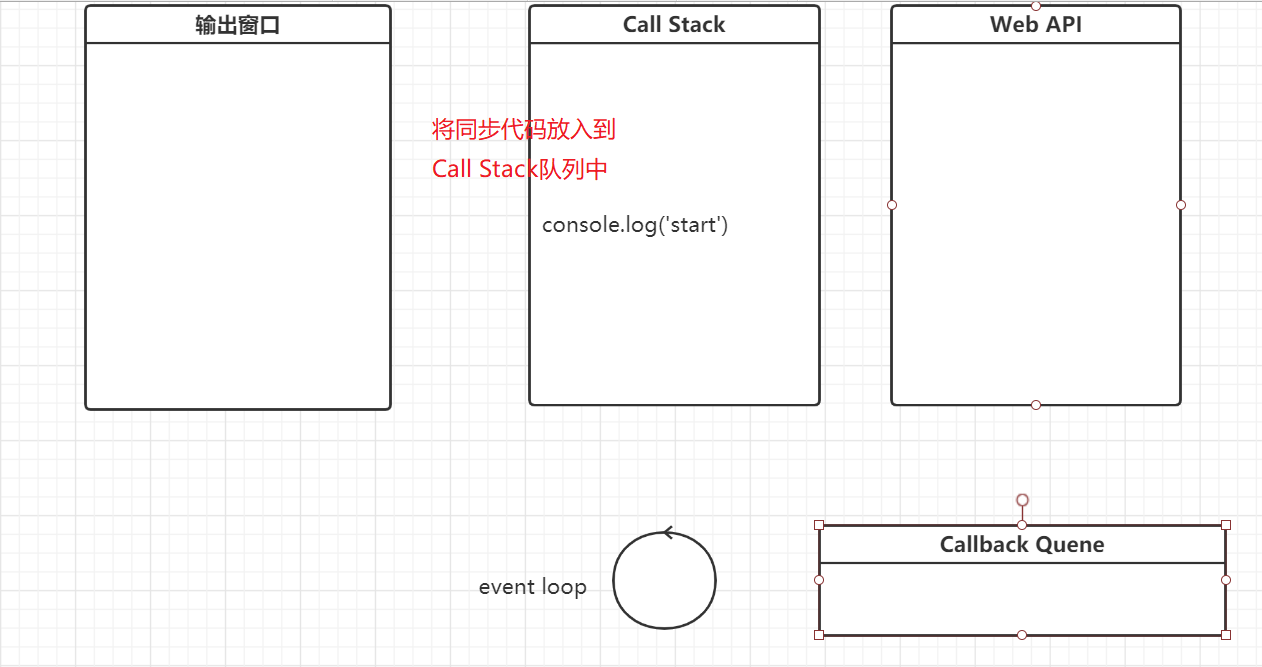 输出窗口
Call Stack
Web API
将同步代码放入到
Call Stack队列中
console.log('start')
event loop
Callback Quene